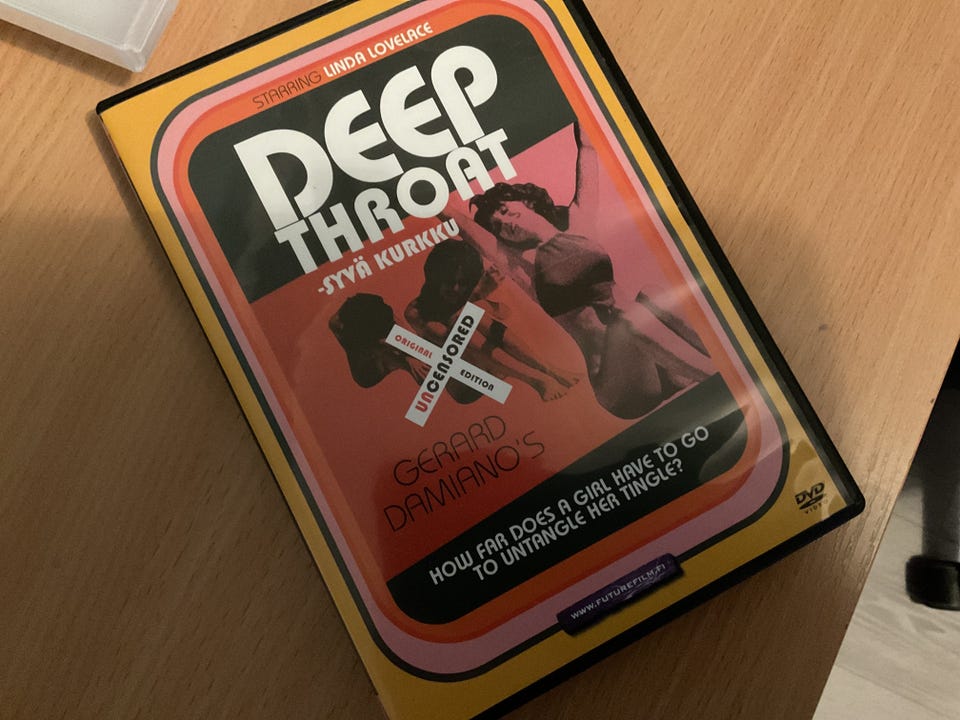 STARRING LINDA LOVELACE
DEEP
THROAT
-SYVÄ KURKKU
ORIGINAL
UNCENSORED
EDITION
GERARD
DAMIANO'S
HOW FAR DOES A GIRL HAVE TO GO
TO UNTANGLE HER TINGLE?
DVD
VIDEO
WWW.FUTUREFILM.FI